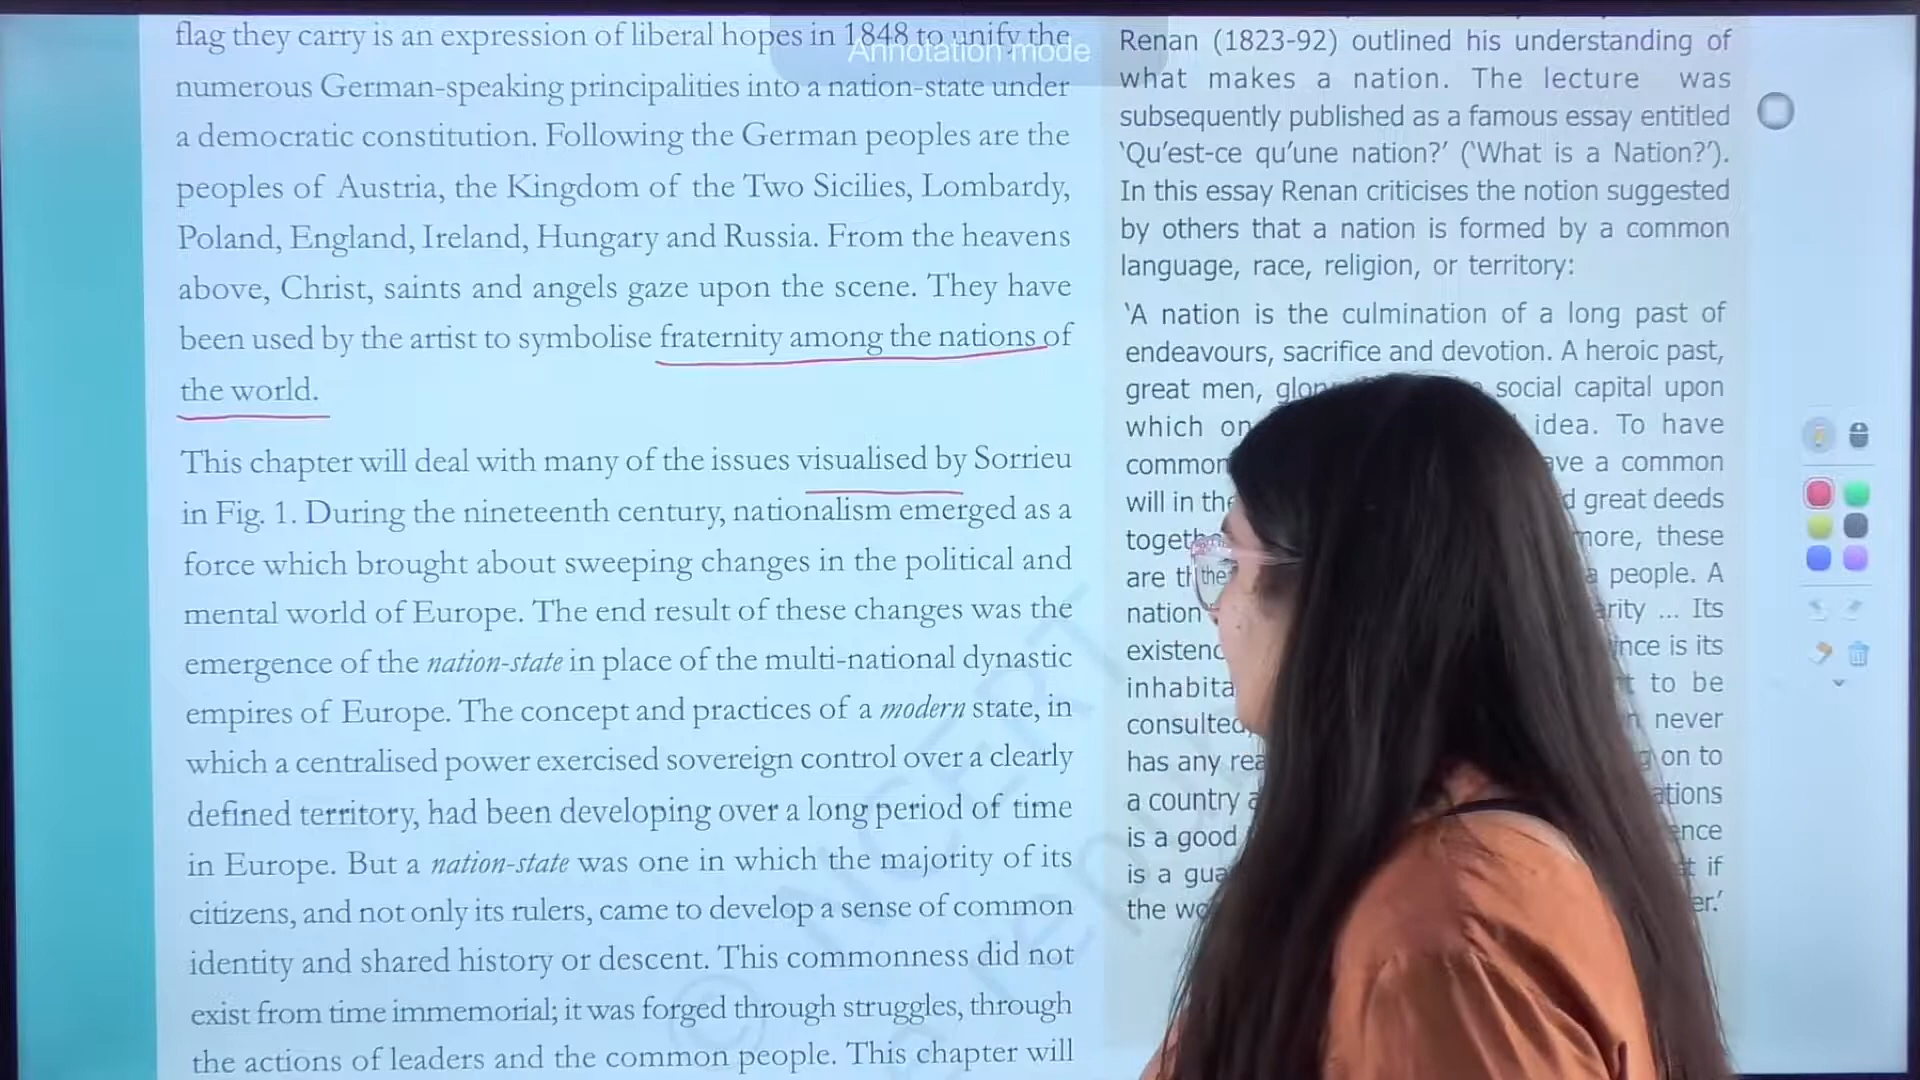 Annotation mode
flag they carry is an expression of liberal hopes in 1848 to unify the
numerous German-speaking principalities into a nation-state under
a democratic constitution. Following the German peoples are the
peoples of Austria, the Kingdom of the Two Sicilies, Lombardy,
Poland, England, Ireland, Hungary and Russia. From the heavens
above, Christ, saints and angels gaze upon the scene. They have
been used by the artist to symbolise fraternity among the nations of
the world.
This chapter will deal with many of the issues visualised by Sorrieu
in Fig. 1. During the nineteenth century, nationalism emerged as a
force which brought about sweeping changes in the political and
mental world of Europe. The end result of these changes was the
emergence of the nation-state in place of the multi-national dynastic
empires of Europe. The concept and practices of a modern state, in
which a centralised power exercised sovereign control over a clearly
defined territory, had been developing over a long period of time
in Europe. But a nation-state was one in which the majority of its
citizens, and not only its rulers, came to develop a sense of common
identity and shared history or descent. This commonness did not
exist from time immemorial; it was forged through struggles, through
the actions of leaders and the common people. This chapter will
© NCERT
Renan (1823-92) outlined his understanding of
what makes a nation. The lecture was
subsequently published as a famous essay entitled
‘Qu’est-ce qu’une nation?’ (‘What is a Nation?’).
In this essay Renan criticises the notion suggested
by others that a nation is formed by a common
language, race, religion, or territory:
‘A nation is the culmination of a long past of
endeavours, sacrifice and devotion. A heroic past,
great men, social capital upon
which idea. To have
common a common
will in the great deeds
more, these
are the people. A
nation ... Its
is its
to be
consulted, never
has any on to
a country
is a good
is a if
the